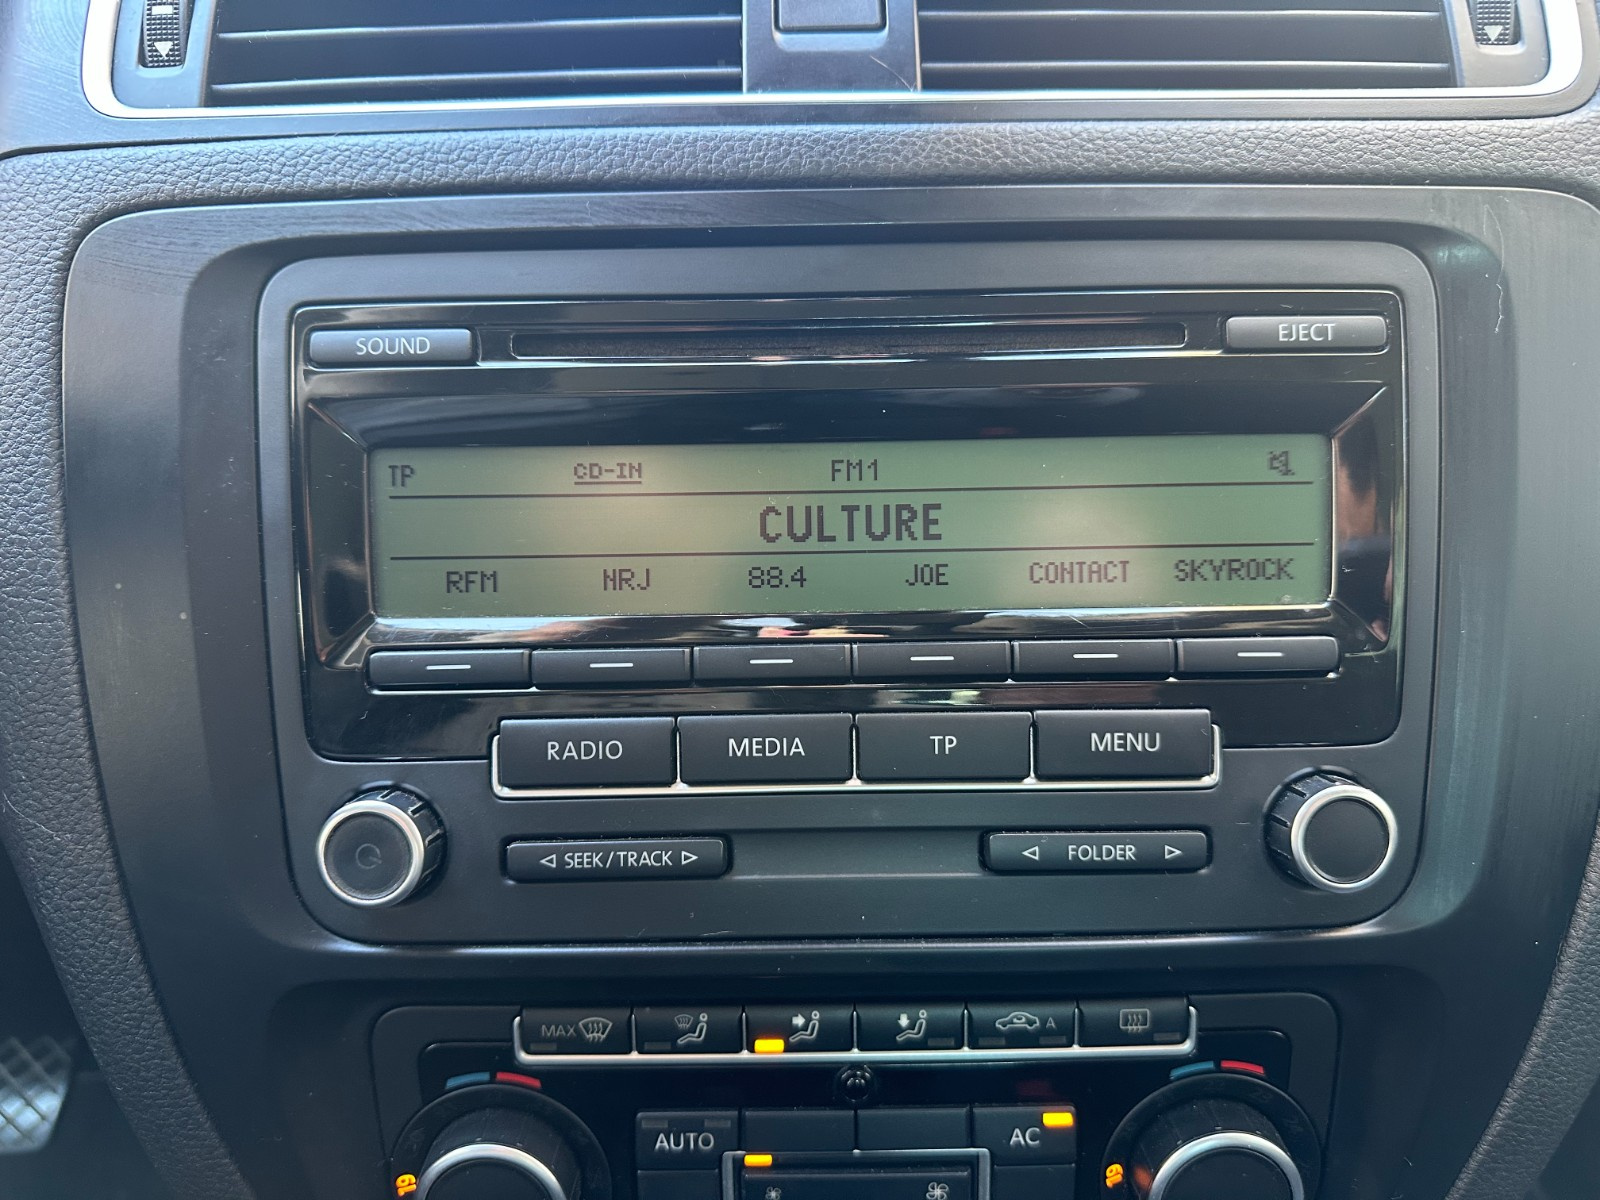 SOUND
EJECT
TP CD-IN FM1
CULTURE
RFM NRJ 88.4 JOE CONTACT SKYROCK
RADIO MEDIA TP MENU
SEEK/TRACK FOLDER
MAX A
AUTO AC